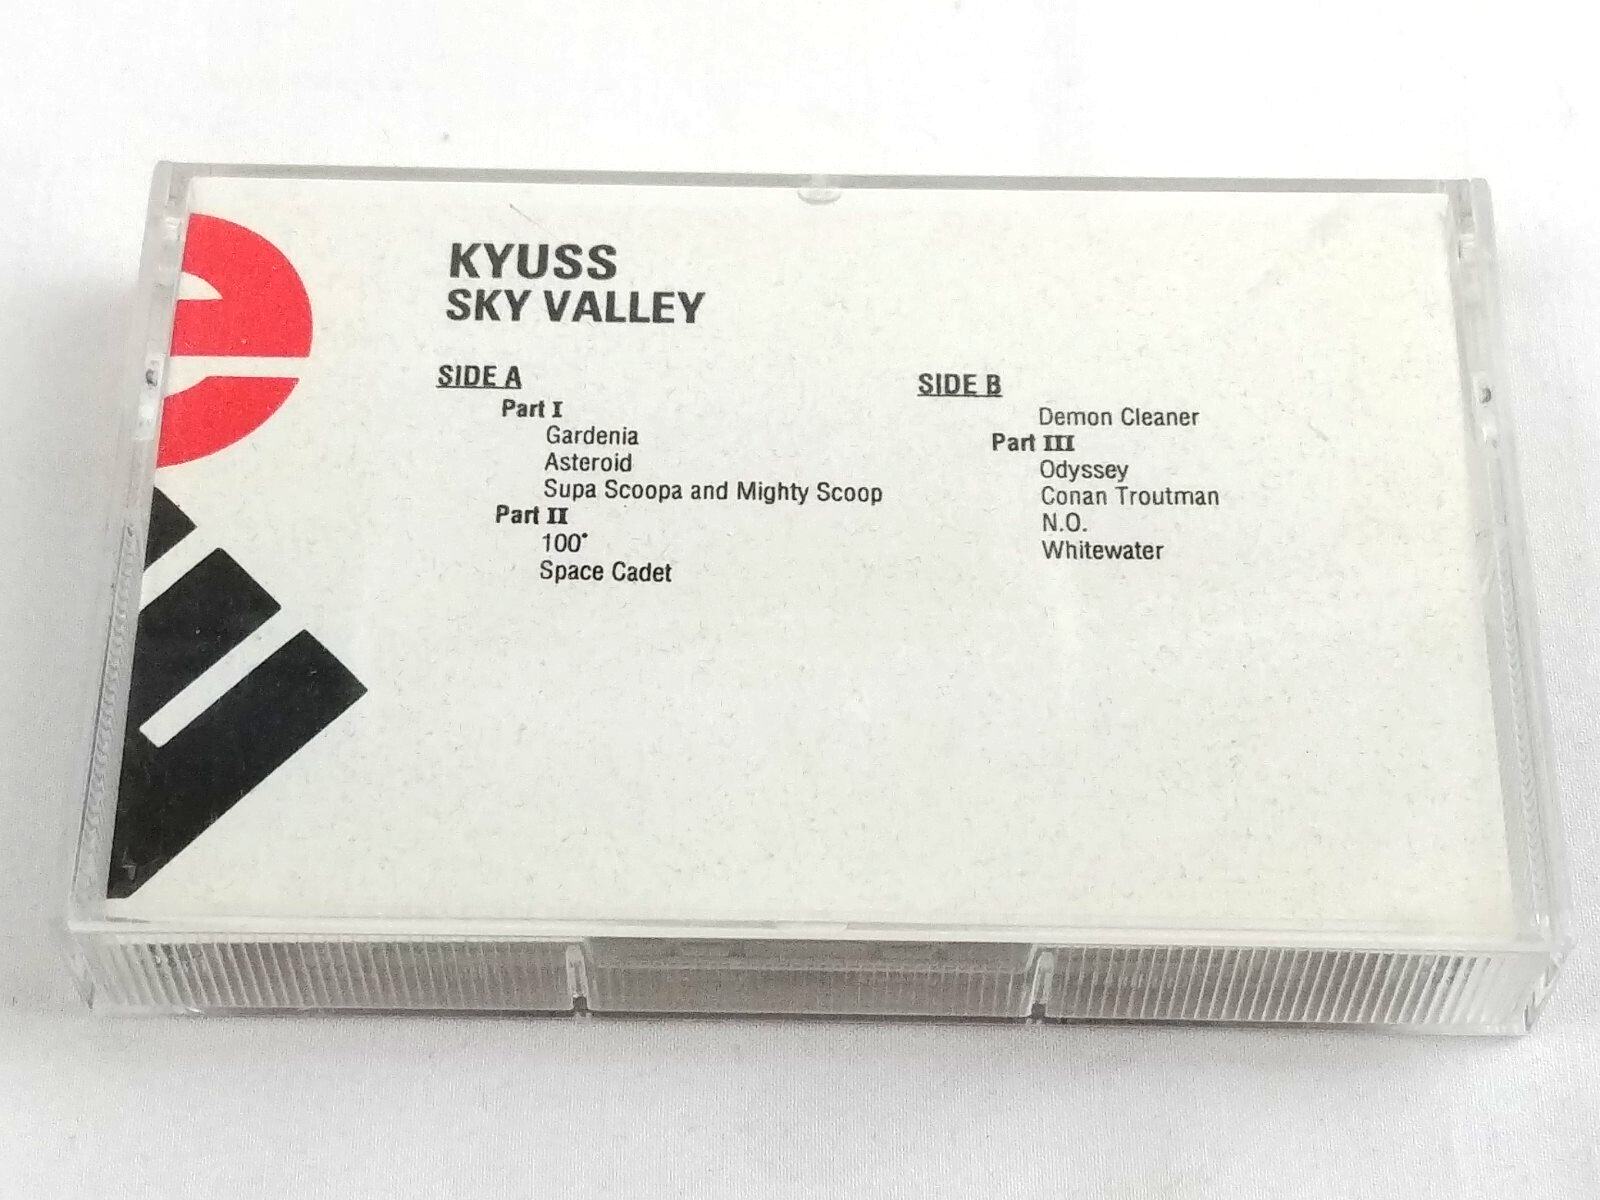 KYUSS
SKY VALLEY
SIDE A
Part I
Gardenia
Asteroid
Supa Scoopa and Mighty Scoop
Part II
100°
Space Cadet
SIDE B
Demon Cleaner
Part III
Odyssey
Conan Troutman
N.O.
Whitewater